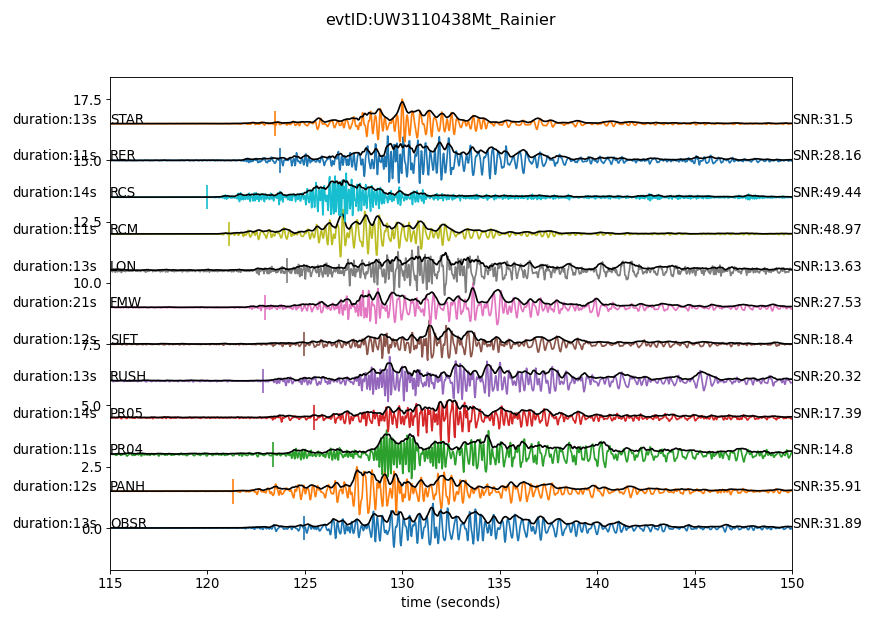 evtID:UW3110438Mt_Rainier
17.5
duration:13s STAR SNR:31.5
duration:11s RER SNR:28.16
15.0
duration:14s RCS SNR:49.44
12.5
duration:11s RCM SNR:48.97
duration:13s LON SNR:13.63
10.0
duration:21s FMW SNR:27.53
duration:12s SIFT SNR:18.4
7.5
duration:13s RUSH SNR:20.32
5.0
duration:14s PR05 SNR:17.39
duration:11s PR04 SNR:14.8
2.5
duration:12s PANH SNR:35.91
duration:13s OBSR SNR:31.89
0.0
115 120 125 130 135 140 145 150
time (seconds)